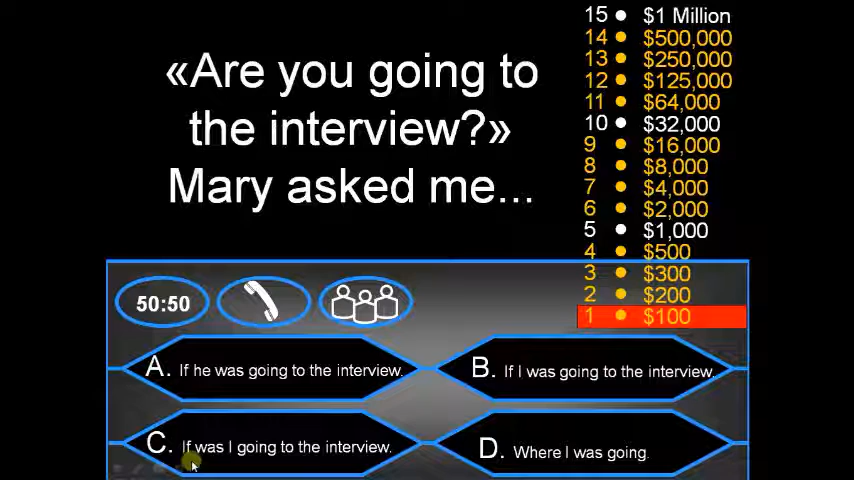 «Are you going to
the interview?»
Mary asked me...
15 • $1 Million
14 • $500,000
13 • $250,000
12 • $125,000
11 • $64,000
10 • $32,000
9 • $16,000
8 • $8,000
7 • $4,000
6 • $2,000
5 • $1,000
4 • $500
3 • $300
2 • $200
1 • $100
50:50
A. If he was going to the interview.
B. If I was going to the interview.
C. If was I going to the interview.
D. Where I was going.